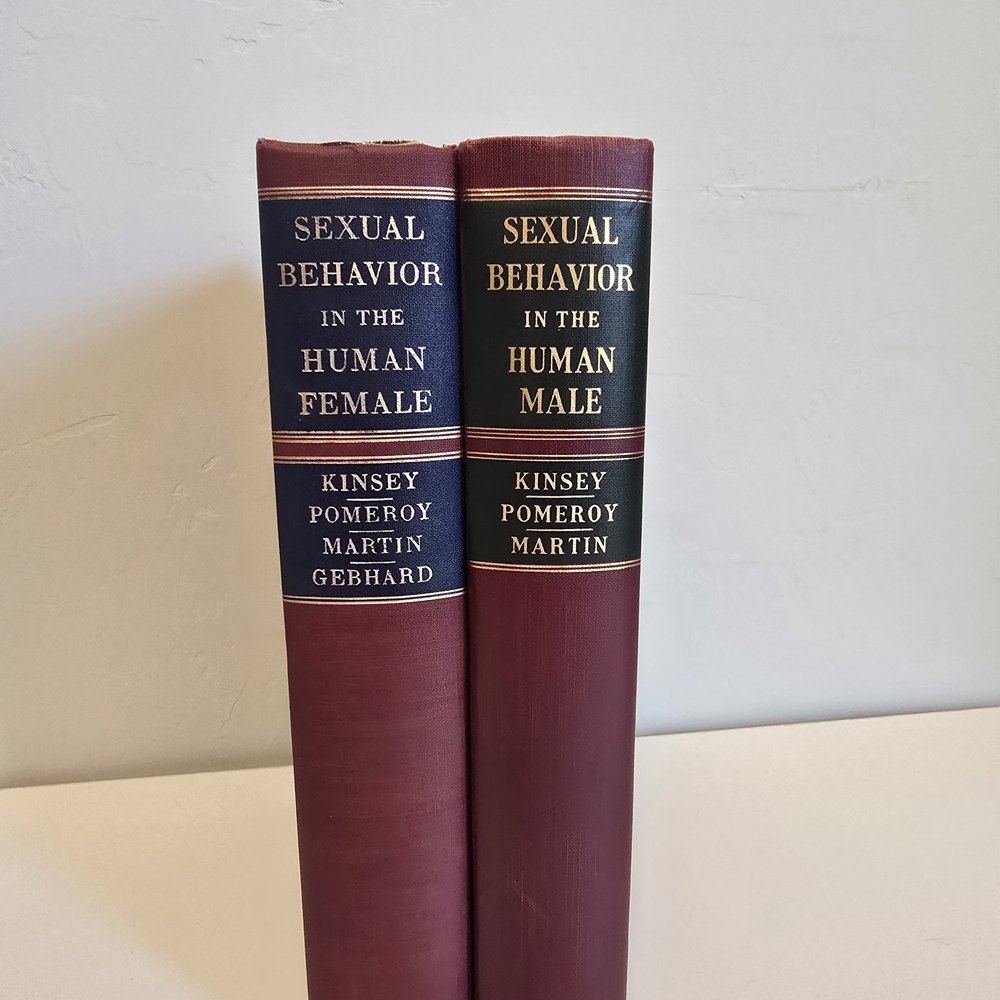 SEXUAL
BEHAVIOR
IN THE
HUMAN
FEMALE
KINSEY
POMEROY
MARTIN
GEBHARD
SEXUAL
BEHAVIOR
IN THE
HUMAN
MALE
KINSEY
POMEROY
MARTIN